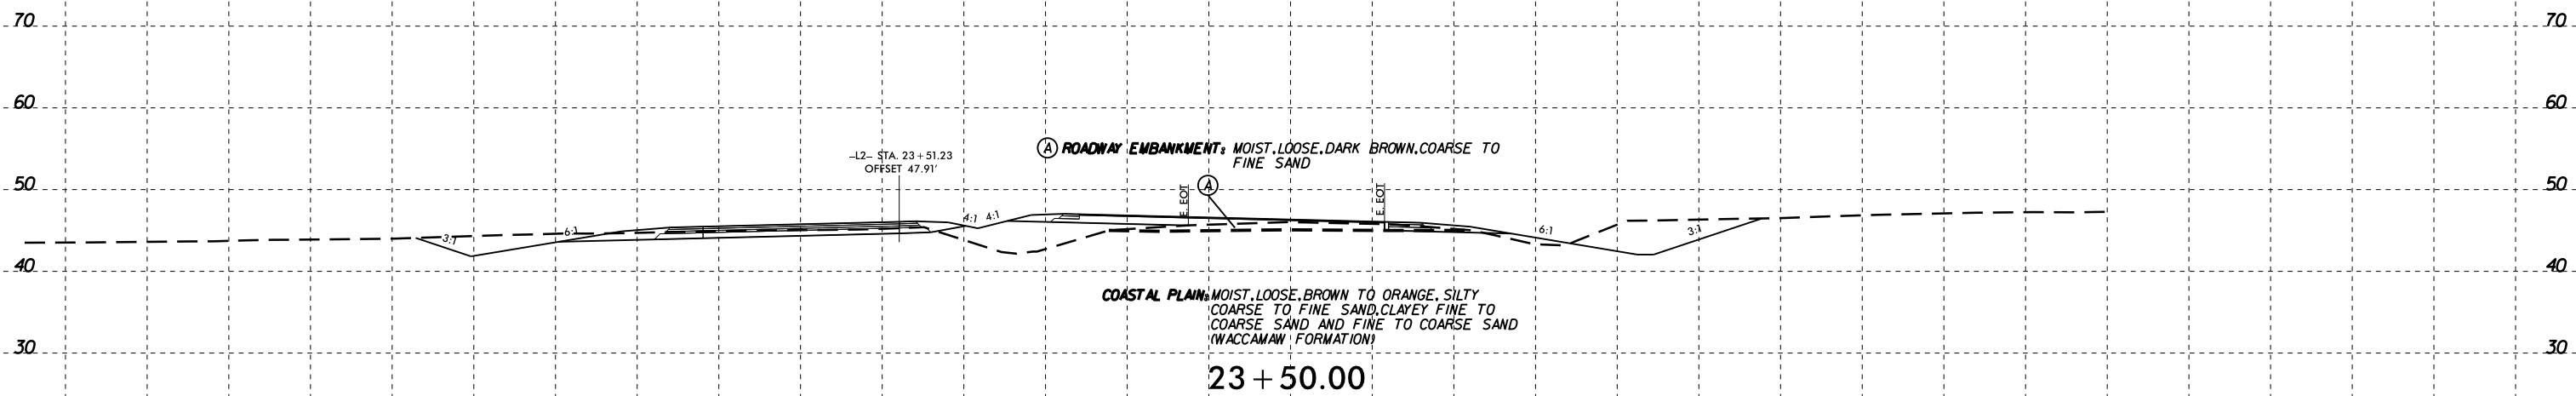 70 70
60 60
-L2- STA. 23+51.23
OFFSET 47.91'
A ROADWAY EMBANKMENT: MOIST, LOOSE, DARK BROWN, COARSE TO
FINE SAND
50 50
E. EOT A E. EOT
3:1 6:1 4:1 4:1 6:1 3:1
40 40
COASTAL PLAIN: MOIST, LOOSE, BROWN TO ORANGE, SILTY
COARSE TO FINE SAND, CLAYEY FINE TO
COARSE SAND AND FINE TO COARSE SAND
(WACCAMAW FORMATION)
30 30
23+50.00